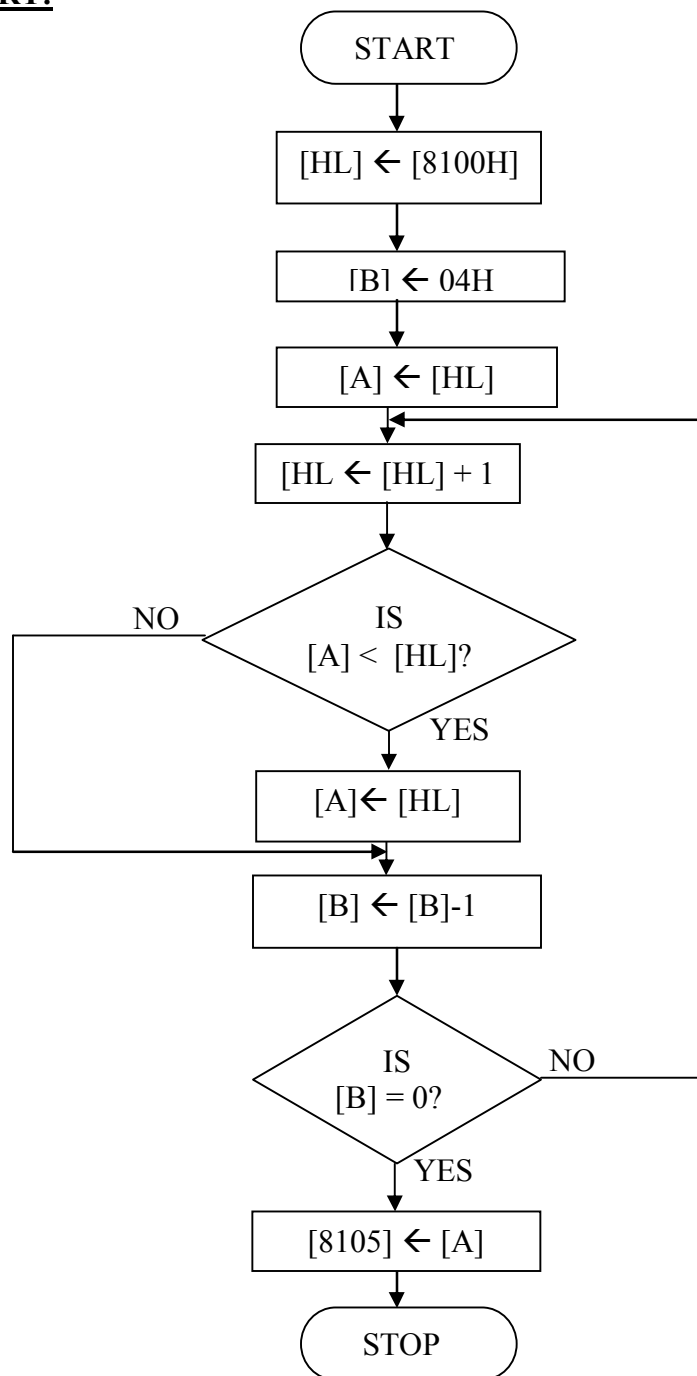 START
[HL] ← [8100H]
[B] ← 04H
[A] ← [HL]
[HL ← [HL] + 1
NO
IS
[A] < [HL]?
YES
[A]← [HL]
[B] ← [B]-1
IS
[B] = 0?
NO
YES
[8105] ← [A]
STOP